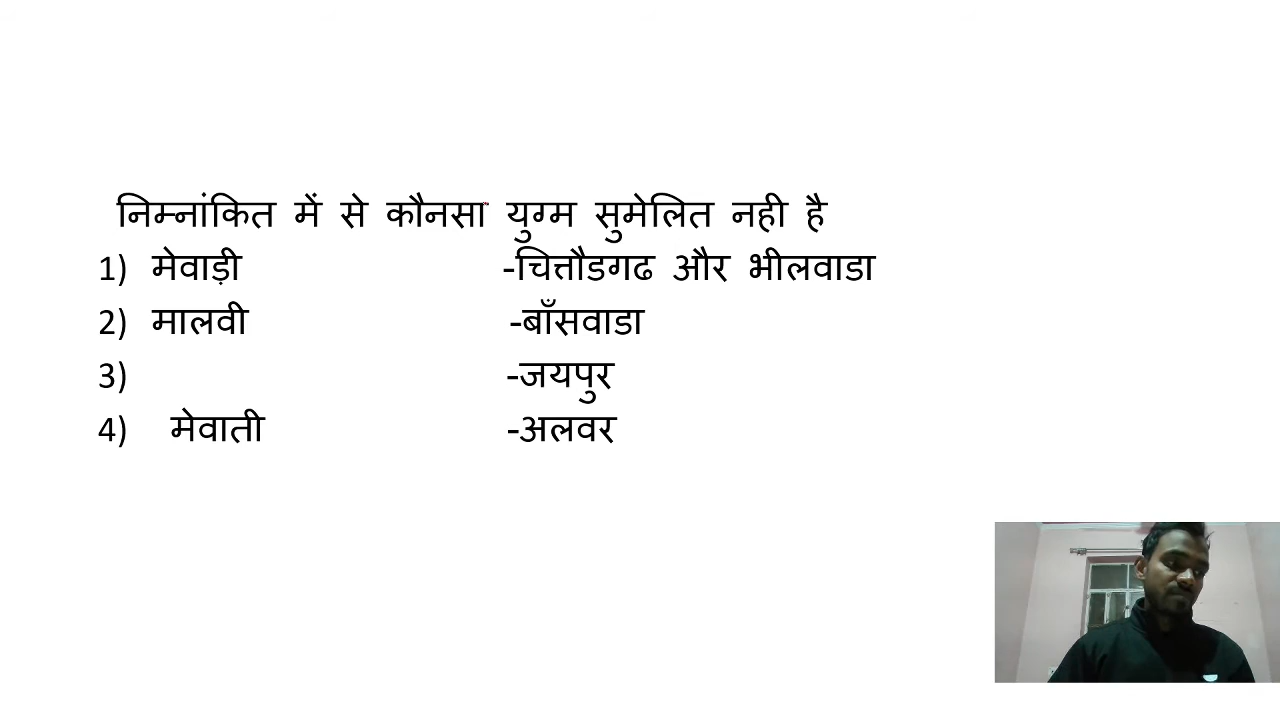 निम्नांकित में से कौनसा युग्म सुमेलित नही है
1) मेवाड़ी -चित्तौडगढ और भीलवाडा
2) मालवी -बाँसवाडा
3) -जयपुर
4) मेवाती -अलवर